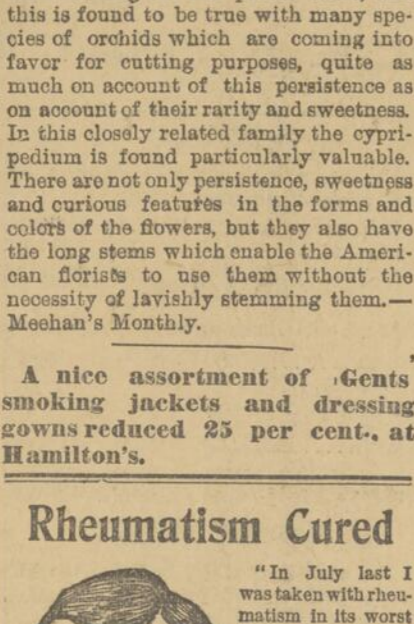 this is found to be true with many spe-
cies of orchids which are coming into
favor for cutting purposes, quite as
much on account of this persistence as
on account of their rarity and sweetness.
In this closely related family the cypri-
pedium is found particularly valuable.
There are not only persistence, sweetness
and curious features in the forms and
colors of the flowers, but they also have
the long stems which enable the Ameri-
can florists to use them without the
necessity of lavishly stemming them.—
Meehan's Monthly.
A nice assortment of Gents'
smoking jackets and dressing
gowns reduced 25 per cent., at
Hamilton's.
Rheumatism Cured
"In July last I
was taken with rheu-
matism in its worst